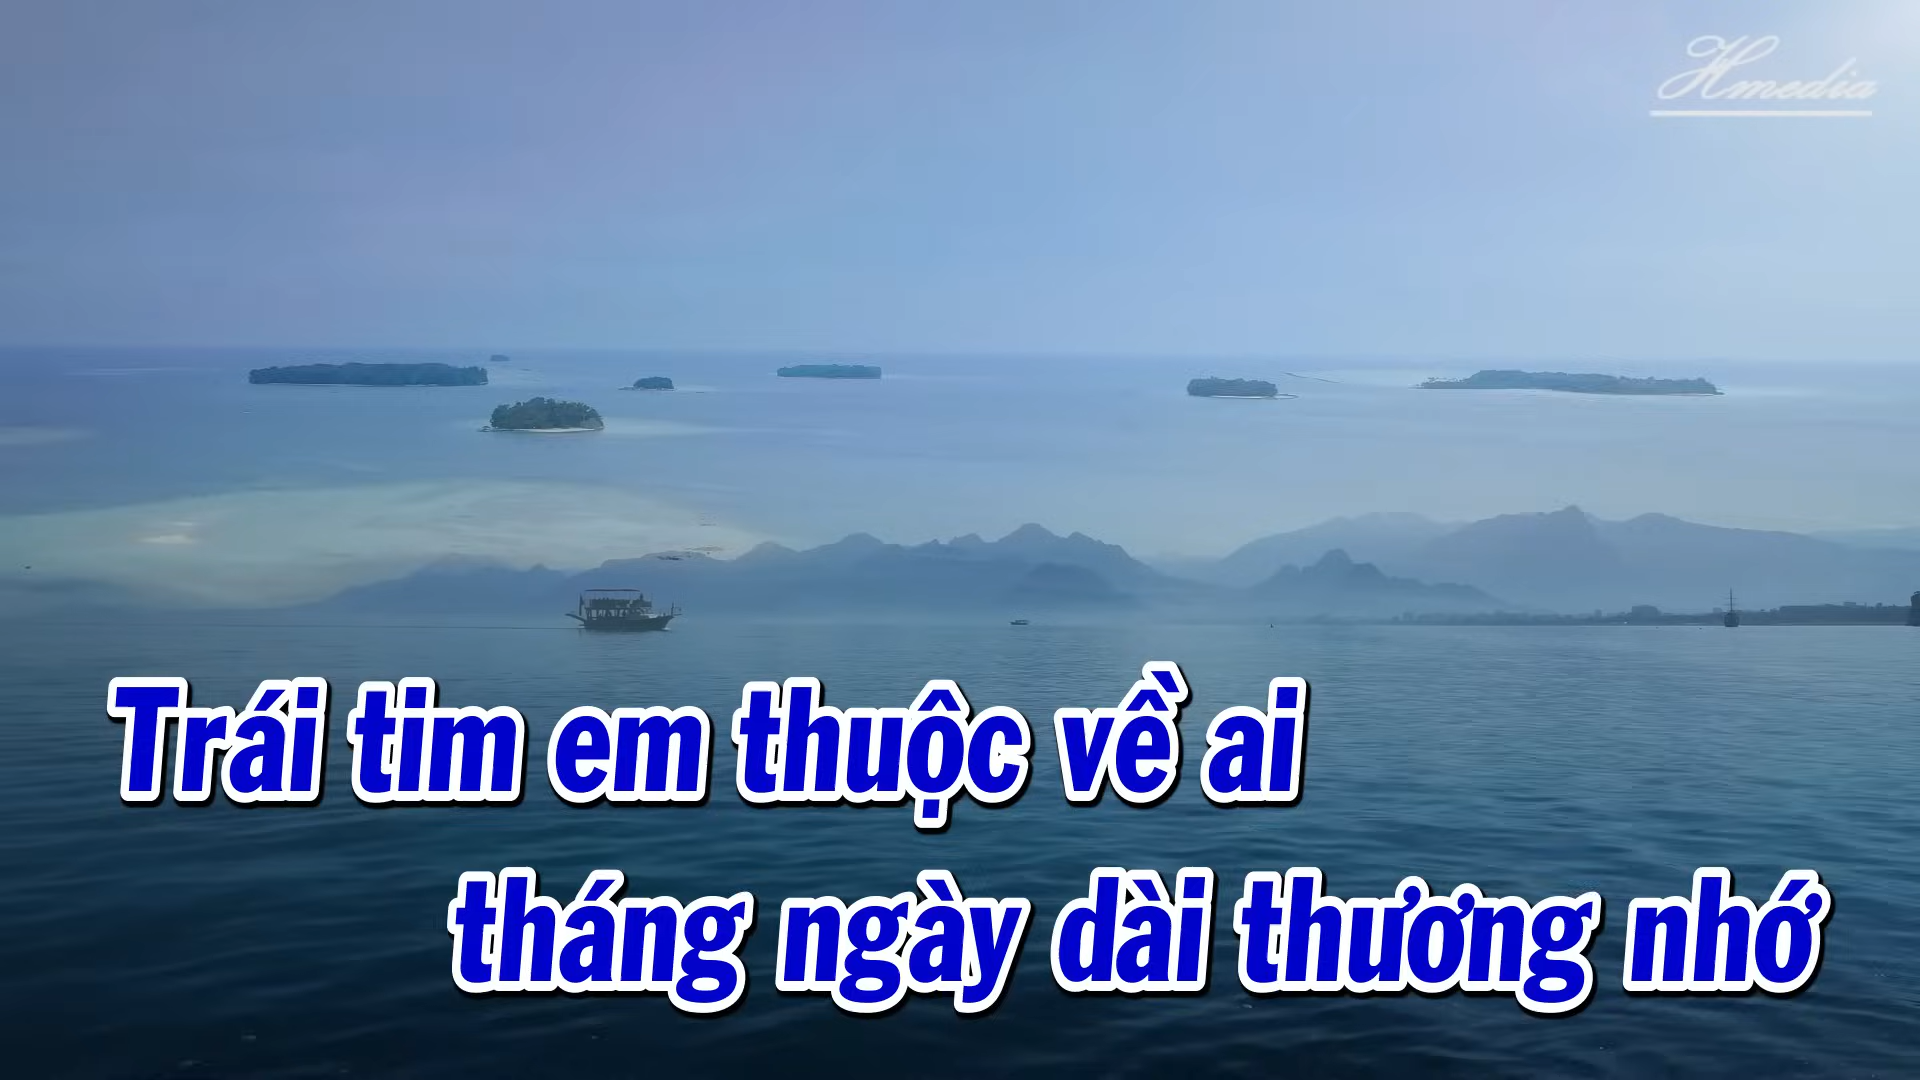 Hmedia
Trái tim em thuộc về ai
tháng ngày dài thương nhớ